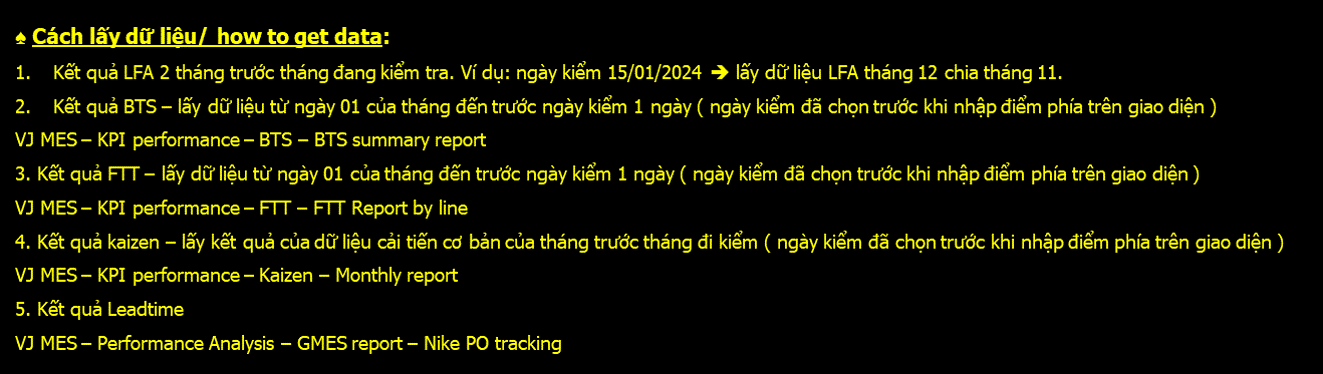 ♠ Cách lấy dữ liệu/ how to get data:
1. Kết quả LFA 2 tháng trước tháng đang kiểm tra. Ví dụ: ngày kiểm 15/01/2024 ➔ lấy dữ liệu LFA tháng 12 chia tháng 11.
2. Kết quả BTS – lấy dữ liệu từ ngày 01 của tháng đến trước ngày kiểm 1 ngày ( ngày kiểm đã chọn trước khi nhập điểm phía trên giao diện )
VJ MES – KPI performance – BTS – BTS summary report
3. Kết quả FTT – lấy dữ liệu từ ngày 01 của tháng đến trước ngày kiểm 1 ngày ( ngày kiểm đã chọn trước khi nhập điểm phía trên giao diện )
VJ MES – KPI performance – FTT – FTT Report by line
4. Kết quả kaizen – lấy kết quả của dữ liệu cải tiến cơ bản của tháng trước tháng đi kiểm ( ngày kiểm đã chọn trước khi nhập điểm phía trên giao diện )
VJ MES – KPI performance – Kaizen – Monthly report
5. Kết quả Leadtime
VJ MES – Performance Analysis – GMES report – Nike PO tracking